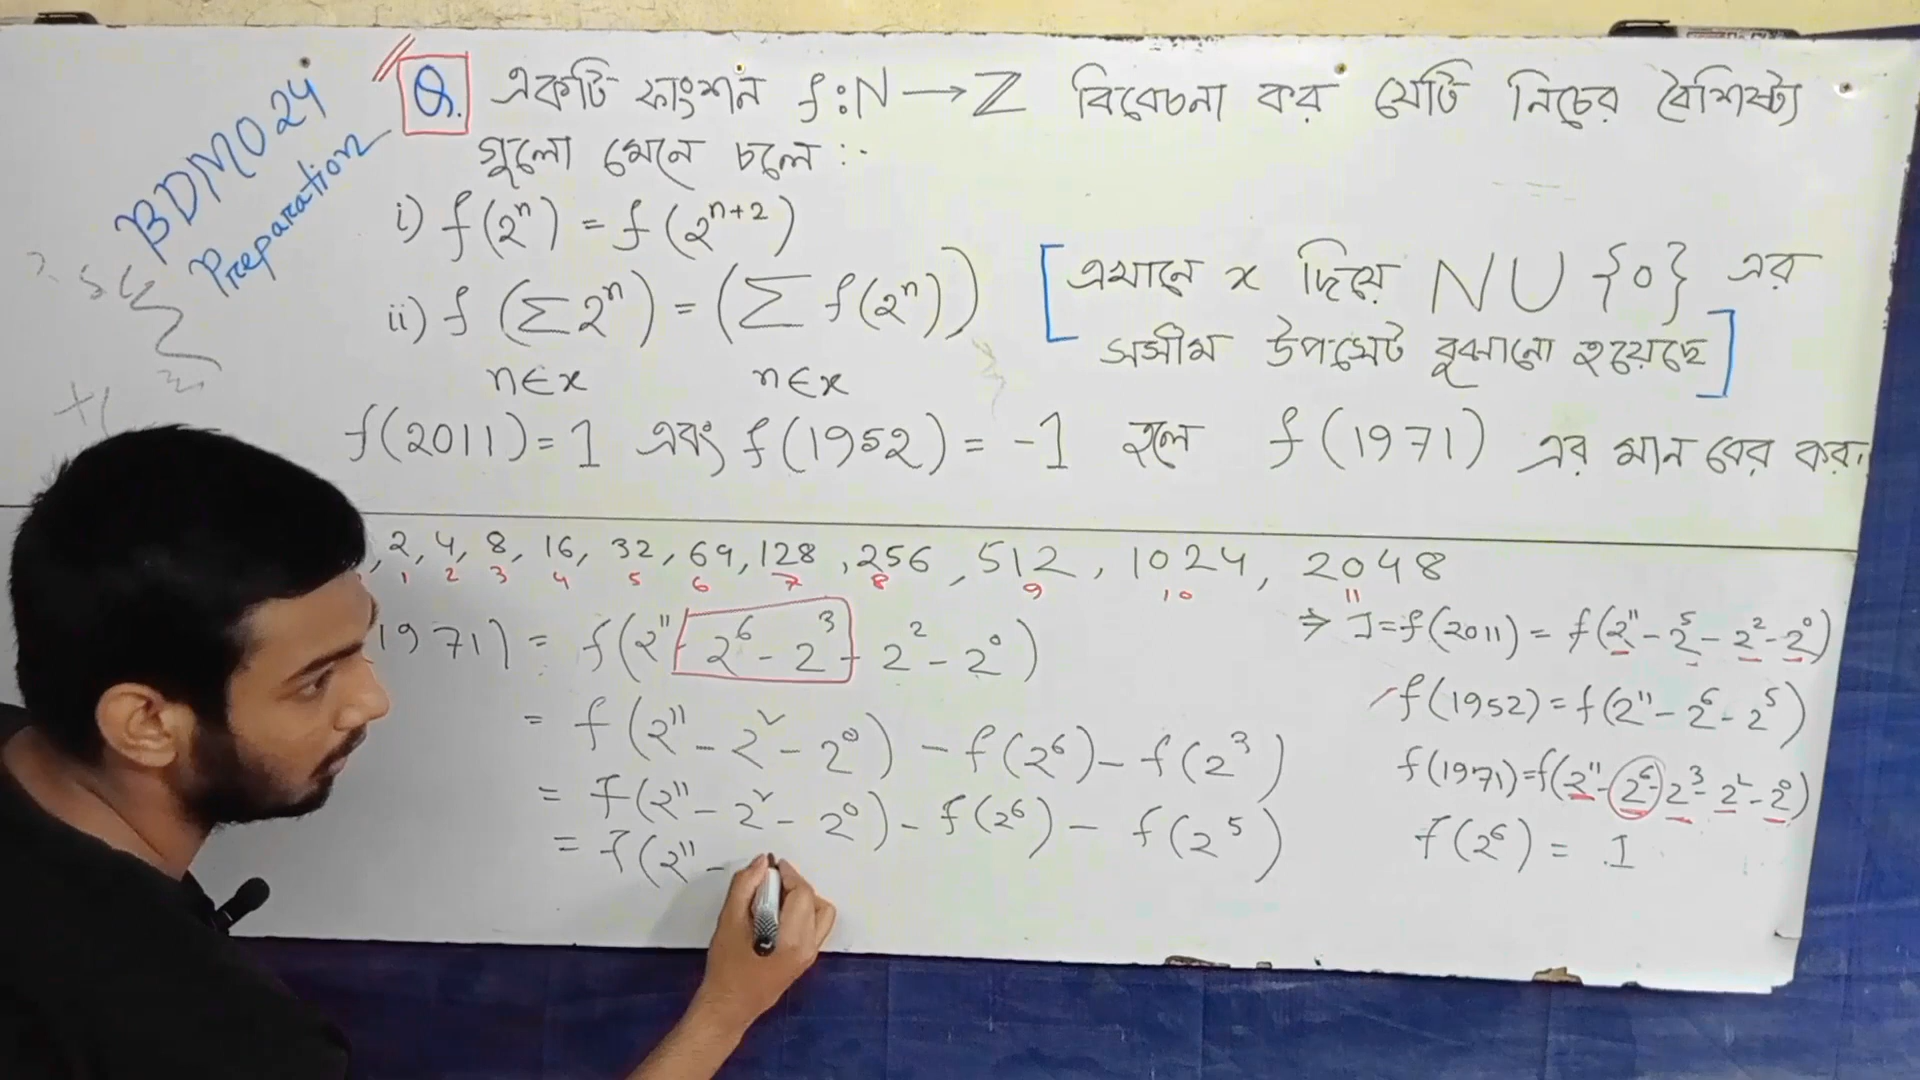 BDMO 24
Preparation
Q. একটি ফাংশন f:N→Z বিবেচনা কর যেটি নিচের বৈশিষ্ট্য
গুলো মেনে চলে :-
i) f(2ⁿ) = f(2ⁿ⁺²)
ii) f(∑2ⁿ) = (∑ f(2ⁿ)) [এখানে x দিয়ে NU{0} এর
n∈x n∈x সসীম উপসেট বুঝানো হয়েছে]
f(2011)=1 এবং f(1952) = -1 হলে f(1971) এর মান বের কর।
, 2, 4, 8, 16, 32, 64, 128, 256, 512, 1024, 2048
1 2 3 4 5 6 7 8 9 10 11
1971) = f(2¹¹ - 2⁶ - 2³ - 2² - 2⁰)
= f(2¹¹ - 2² - 2⁰) - f(2⁶) - f(2³)
= f(2¹¹ - 2² - 2⁰) - f(2⁶) - f(2⁵)
= f(2¹¹ -
⇒ 1=f(2011) = f(2¹¹ - 2⁵ - 2² - 2⁰)
f(1952) = f(2¹¹ - 2⁶ - 2⁵)
f(1971)=f(2¹¹ - 2⁶ - 2³ - 2² - 2⁰)
f(2⁶) = 1